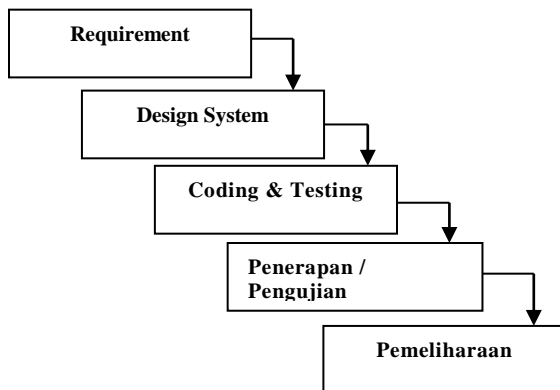 Requirement
Design System
Coding & Testing
Penerapan /
Pengujian
Pemeliharaan